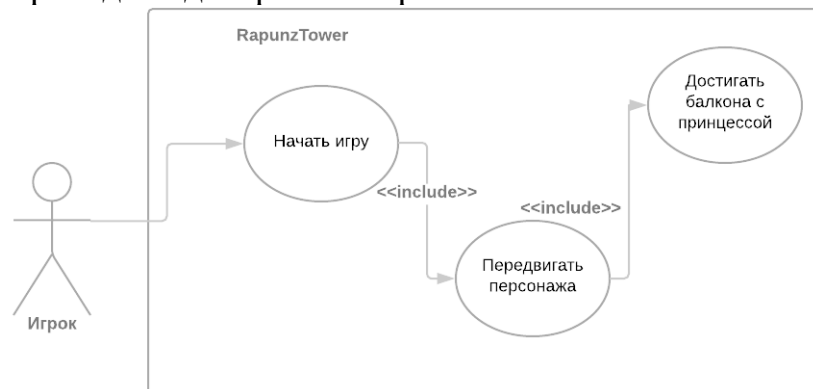 RapunzTower
Достигать
балкона с
принцессой
Начать игру
<<include>>
<<include>>
Передвигать
персонажа
Игрок